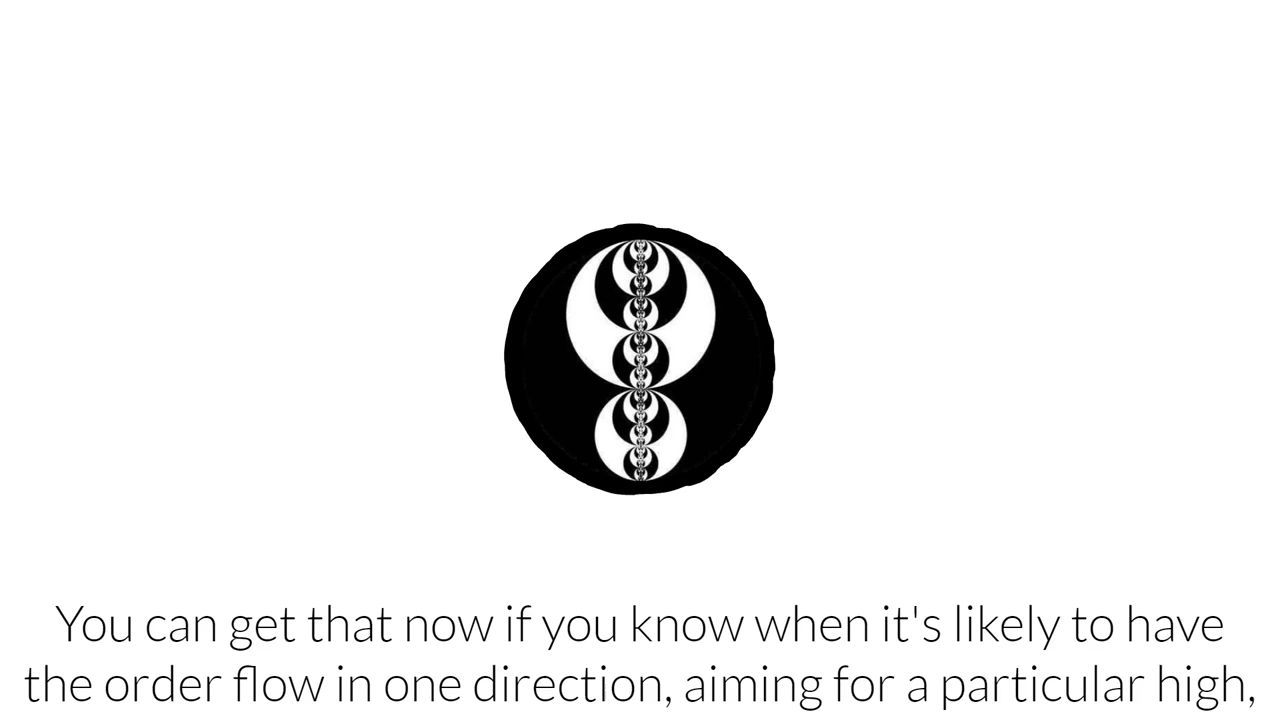 You can get that now if you know when it's likely to have
the order flow in one direction, aiming for a particular high,